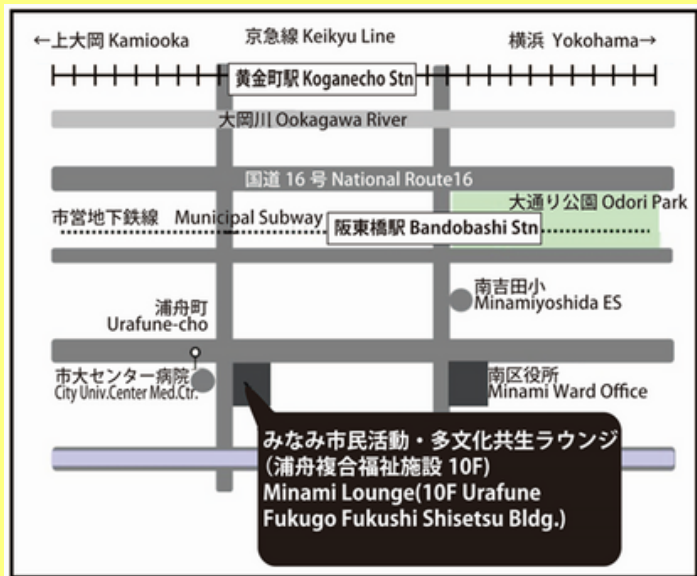 ←上大岡 Kamiooka
京急線 Keikyu Line
横浜 Yokohama→
黄金町駅 Koganecho Stn
大岡川 Ookagawa River
国道 16 号 National Route16
大通り公園 Odori Park
市営地下鉄線 Municipal Subway
阪東橋駅 Bandobashi Stn
南吉田小
Minamiyoshida ES
浦舟町
Urafune-cho
市大センター病院
City Univ.Center Med.Ctr.
南区役所
Minami Ward Office
みなみ市民活動・多文化共生ラウンジ
(浦舟複合福祉施設 10F)
Minami Lounge(10F Urafune
Fukugo Fukushi Shisetsu Bldg.)